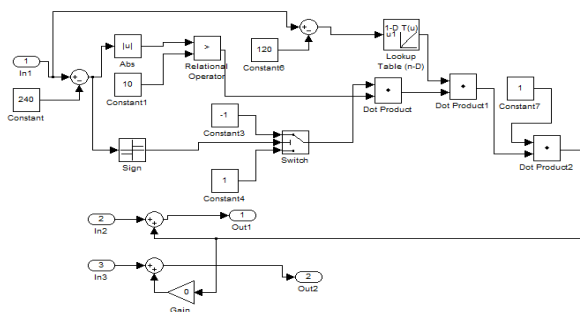 1
In1
240
Constant
|u|
Abs
10
Constant1
>
Relational
Operator
120
Constant6
1-D T(u)
u1
Lookup
Table (n-D)
Dot Product
Dot Product1
1
Constant7
Dot Product2
-1
Constant3
Sign
Switch
1
Constant4
2
In2
1
Out1
3
In3
0
Gain
2
Out2